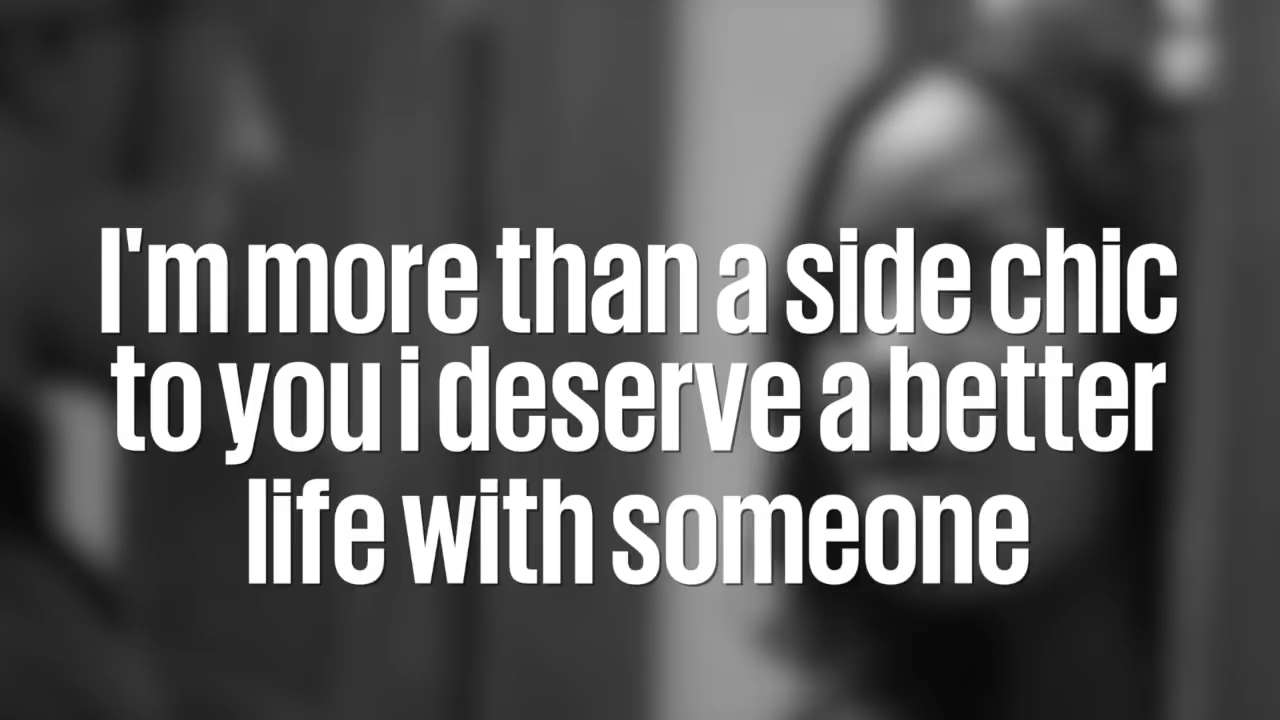 I'm more than a side chic
to you i deserve a better
life with someone